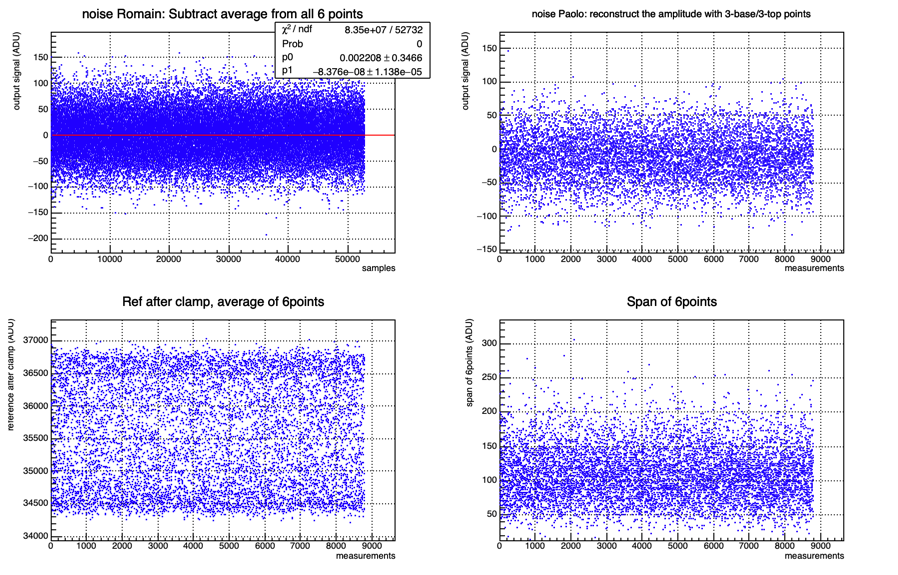 noise Romain: Subtract average from all 6 points
χ² / ndf 8.35e+07 / 52732
Prob 0
p0 0.002208 ± 0.3466
p1 −8.376e−08 ± 1.138e−05
output signal (ADU)
150
100
50
0
−50
−100
−150
−200
0 10000 20000 30000 40000 50000
samples
noise Paolo: reconstruct the amplitude with 3-base/3-top points
output signal (ADU)
150
100
50
0
−50
−100
−150
0 1000 2000 3000 4000 5000 6000 7000 8000 9000
measurements
Ref after clamp, average of 6points
reference after clamp (ADU)
37000
36500
36000
35500
35000
34500
34000
0 1000 2000 3000 4000 5000 6000 7000 8000 9000
measurements
Span of 6points
span of 6points (ADU)
300
250
200
150
100
50
0 1000 2000 3000 4000 5000 6000 7000 8000 9000
measurements